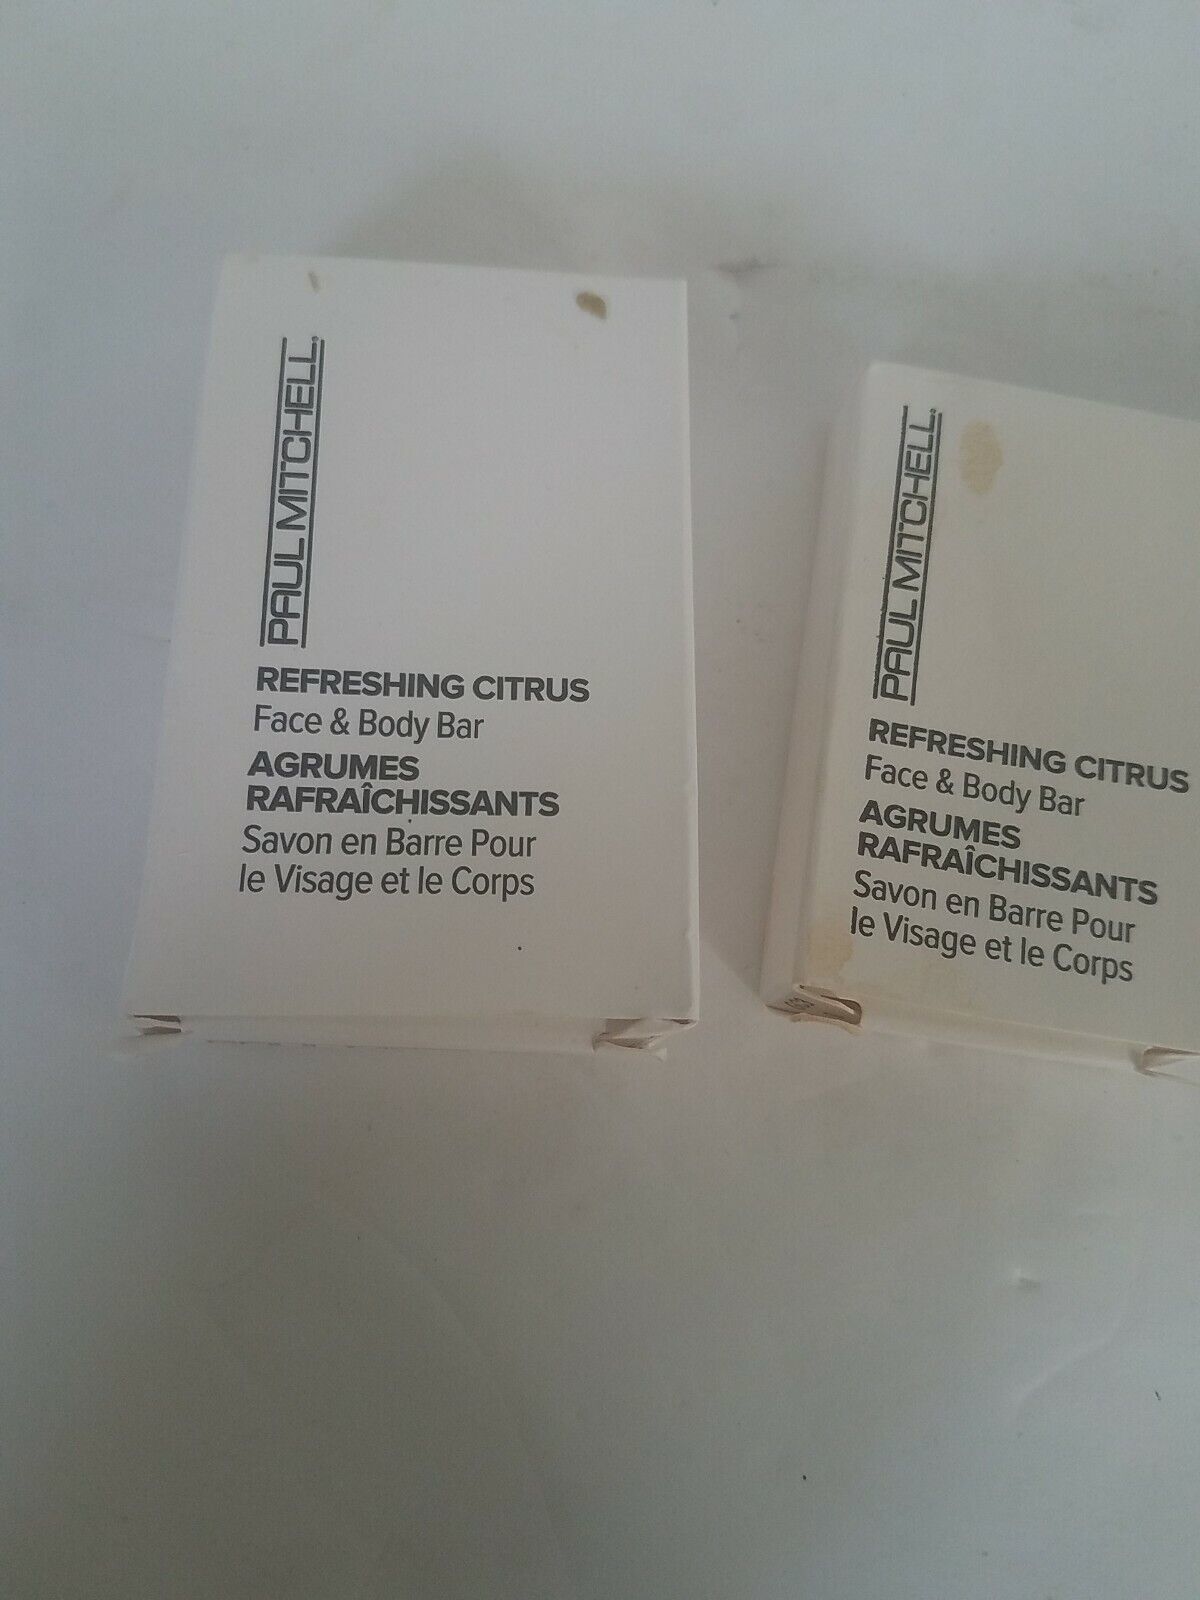 PAUL MITCHELL®
REFRESHING CITRUS
Face & Body Bar
AGRUMES
RAFRAÎCHISSANTS
Savon en Barre Pour
le Visage et le Corps
PAUL MITCHELL®
REFRESHING CITRUS
Face & Body Bar
AGRUMES
RAFRAÎCHISSANTS
Savon en Barre Pour
le Visage et le Corps